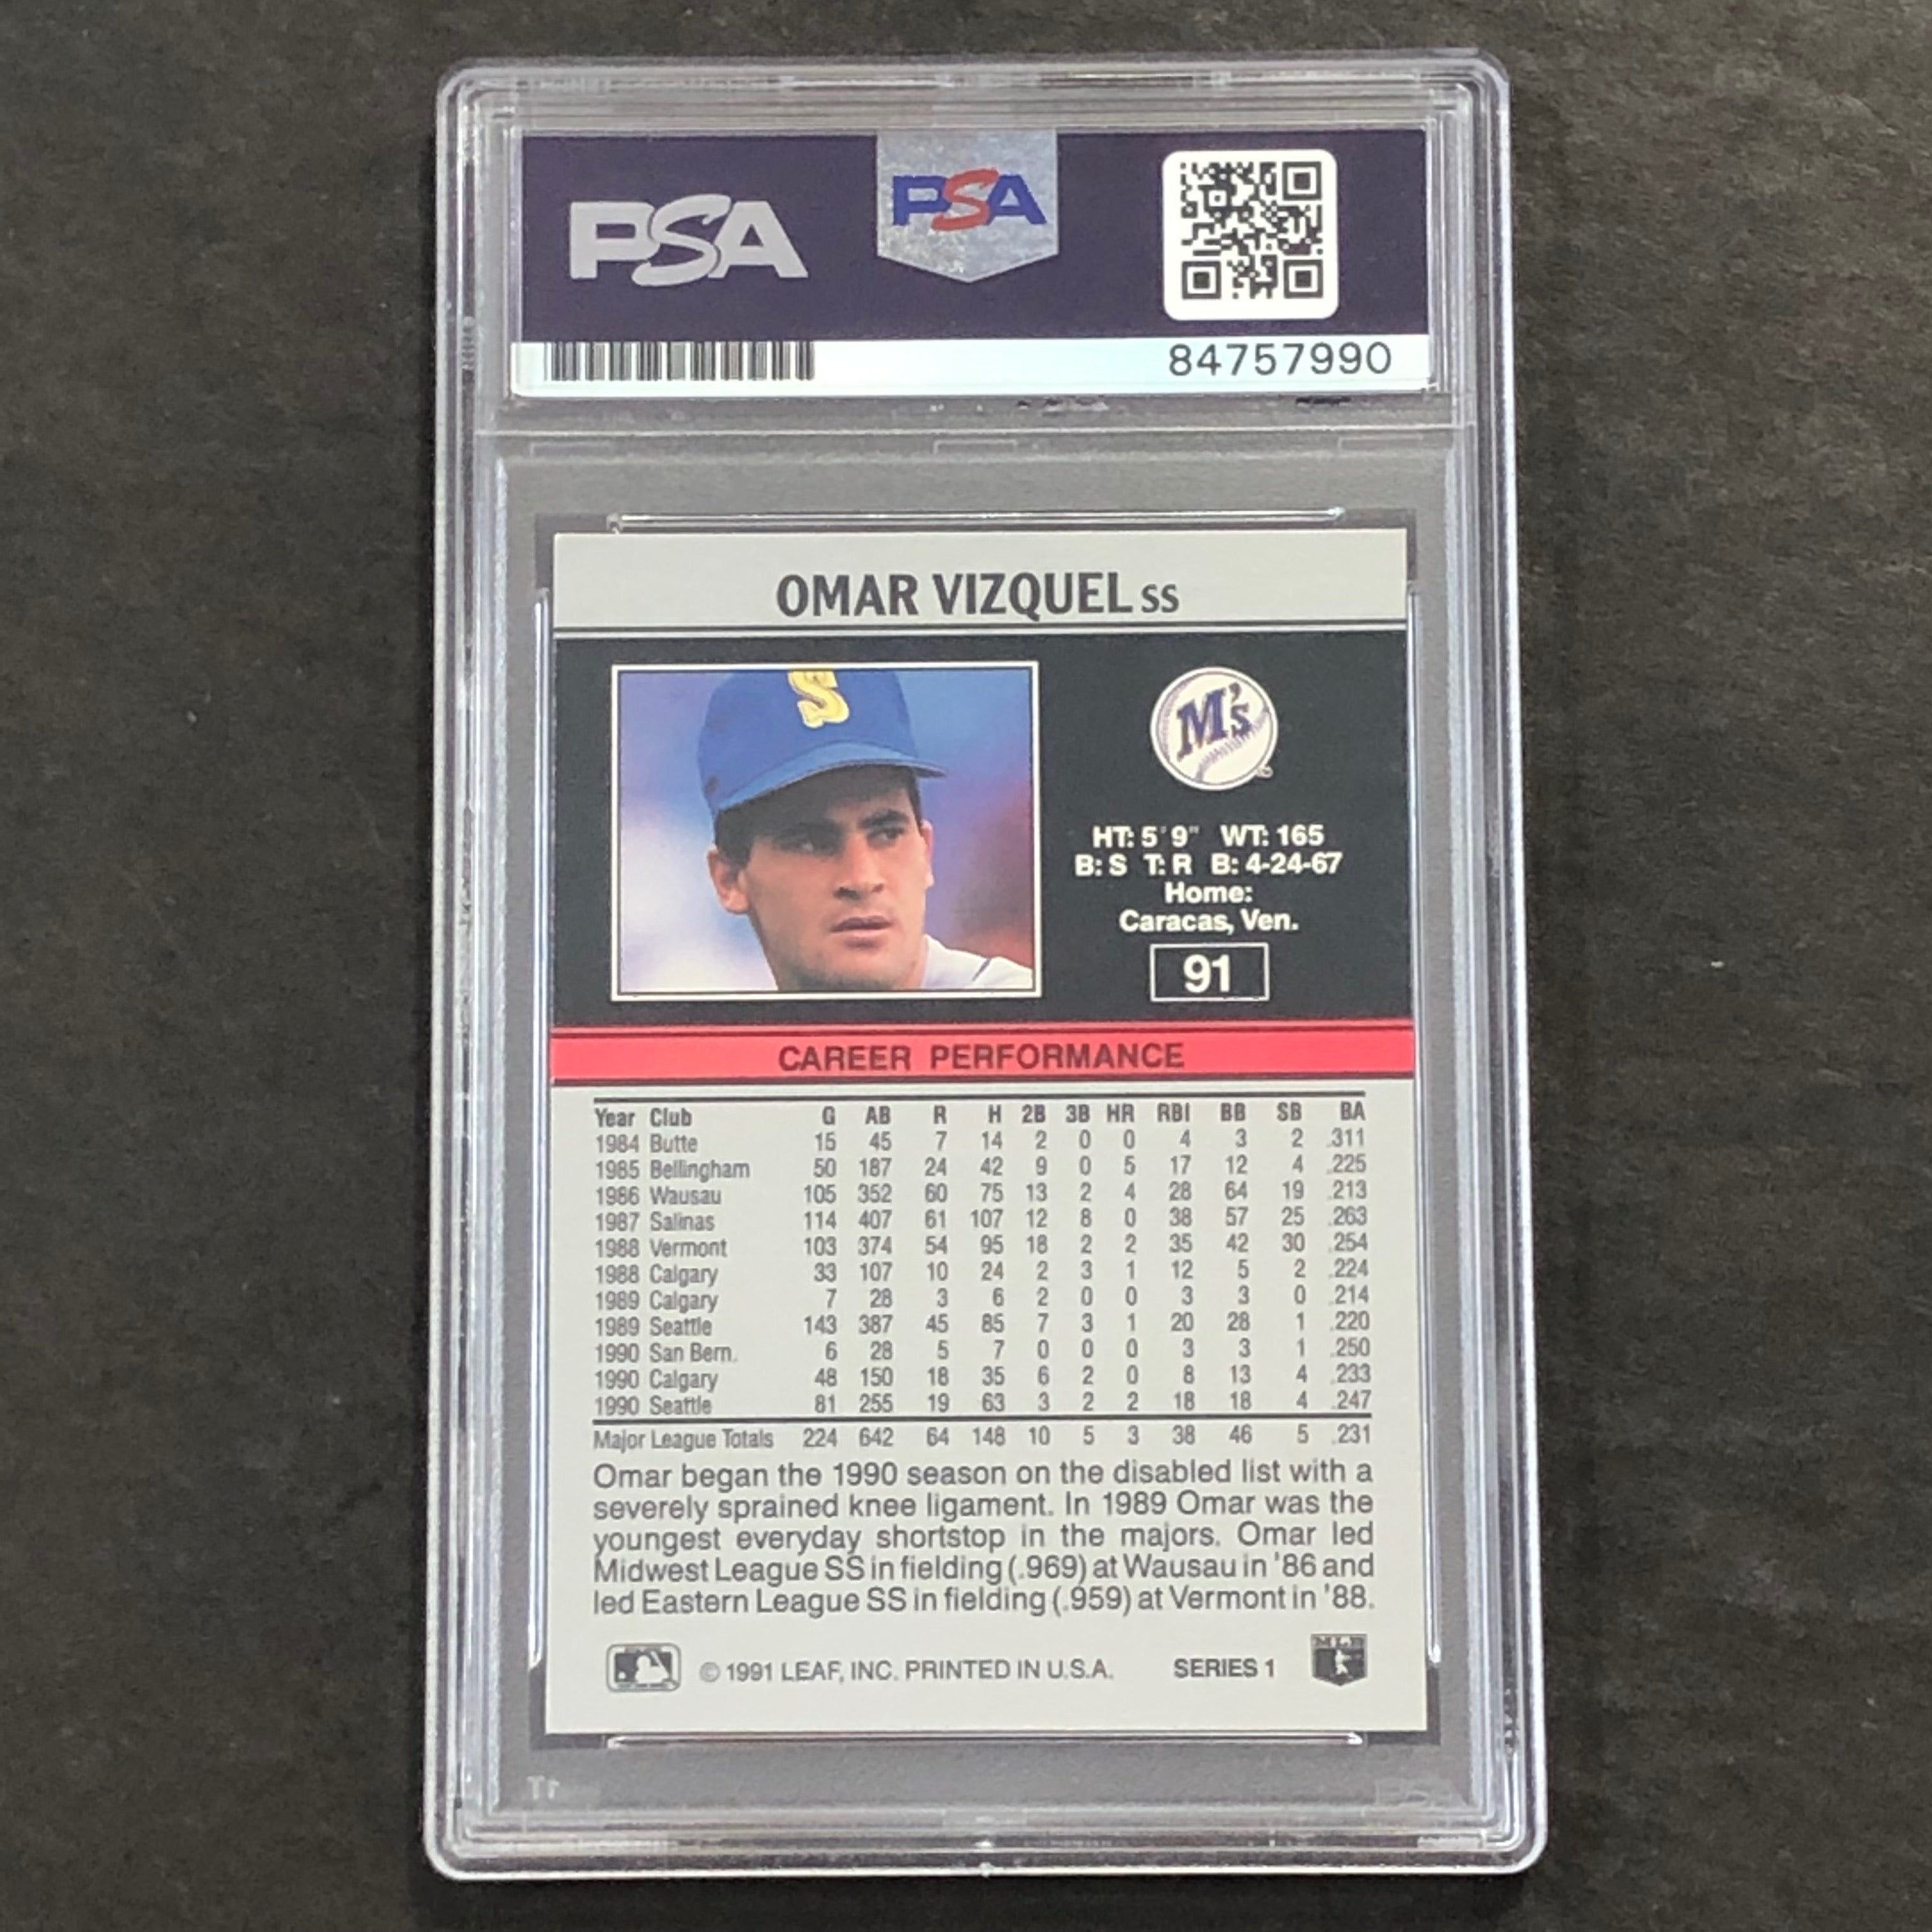 PSA
PSA
84757990
OMAR VIZQUEL SS
S
M's
HT: 5'9" WT: 165
B: S T: R B: 4-24-67
Home:
Caracas, Ven.
91
CAREER PERFORMANCE
Year Club G AB R H 2B 3B HR RBI BB SB BA
1984 Butte 15 45 7 14 2 0 0 4 3 2 .311
1985 Bellingham 50 187 24 42 9 0 5 17 12 4 .225
1986 Wausau 105 352 60 75 13 2 4 28 64 19 .213
1987 Salinas 114 407 61 107 12 8 0 38 57 25 .263
1988 Vermont 103 374 54 95 18 2 2 35 42 30 .254
1988 Calgary 33 107 10 24 2 3 1 12 5 2 .224
1989 Calgary 7 28 3 6 2 0 0 3 3 0 .214
1989 Seattle 143 387 45 85 7 3 1 20 28 1 .220
1990 San Bern. 6 28 5 7 0 0 0 3 3 1 .250
1990 Calgary 48 150 18 35 6 2 0 8 13 4 .233
1990 Seattle 81 255 19 63 3 2 2 18 18 4 .247
Major League Totals 224 642 64 148 10 5 3 38 46 5 .231
Omar began the 1990 season on the disabled list with a
severely sprained knee ligament. In 1989 Omar was the
youngest everyday shortstop in the majors. Omar led
Midwest League SS in fielding (.969) at Wausau in '86 and
led Eastern League SS in fielding (.959) at Vermont in '88.
© 1991 LEAF, INC. PRINTED IN U.S.A. SERIES 1
MLB